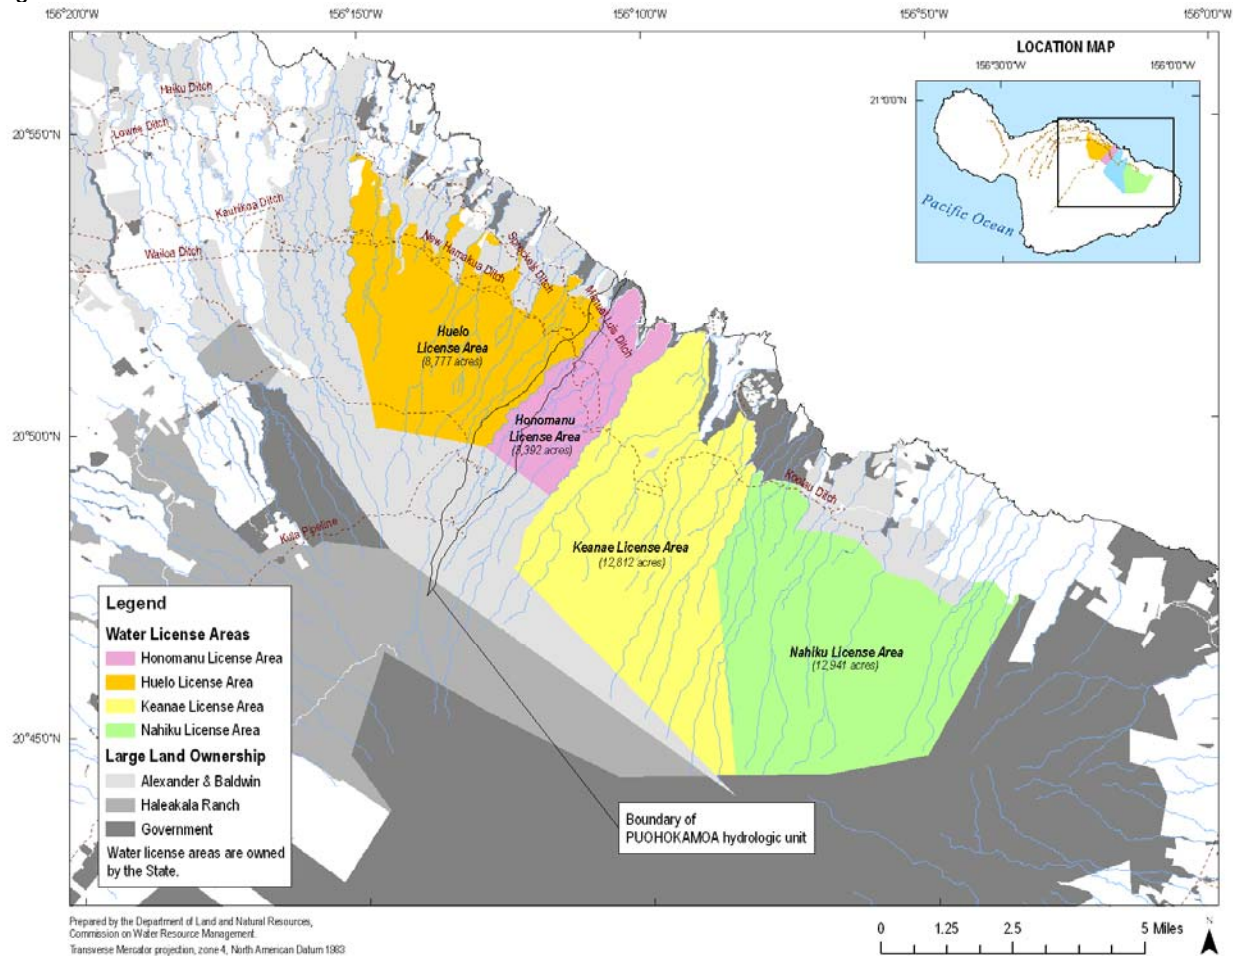 156°20'0"W
156°15'0"W
156°10'0"W
156°50'0"W
156°0'0"W
LOCATION MAP
156°30'0"W
156°0'0"W
21°0'0"N
Pacific Ocean
20°55'0"N
20°50'0"N
20°45'0"N
Haiku Ditch
Lowrie Ditch
Kauhikoa Ditch
Wailoa Ditch
New Hamakua Ditch
Spreckels Ditch
Manuel Luis Ditch
Huelo
License Area
(8,777 acres)
Honomanu
License Area
(3,392 acres)
Koolau Ditch
Kula Pipeline
Keanae License Area
(12,812 acres)
Nahiku License Area
(12,941 acres)
Legend
Water License Areas
Honomanu License Area
Huelo License Area
Keanae License Area
Nahiku License Area
Large Land Ownership
Alexander & Baldwin
Haleakala Ranch
Government
Water license areas are owned
by the State.
Boundary of
PUOHOKAMOA hydrologic unit
Prepared by the Department of Land and Natural Resources,
Commission on Water Resource Management.
Transverse Mercator projection, zone 4, North American Datum 1983
0 1.25 2.5 5 Miles
N